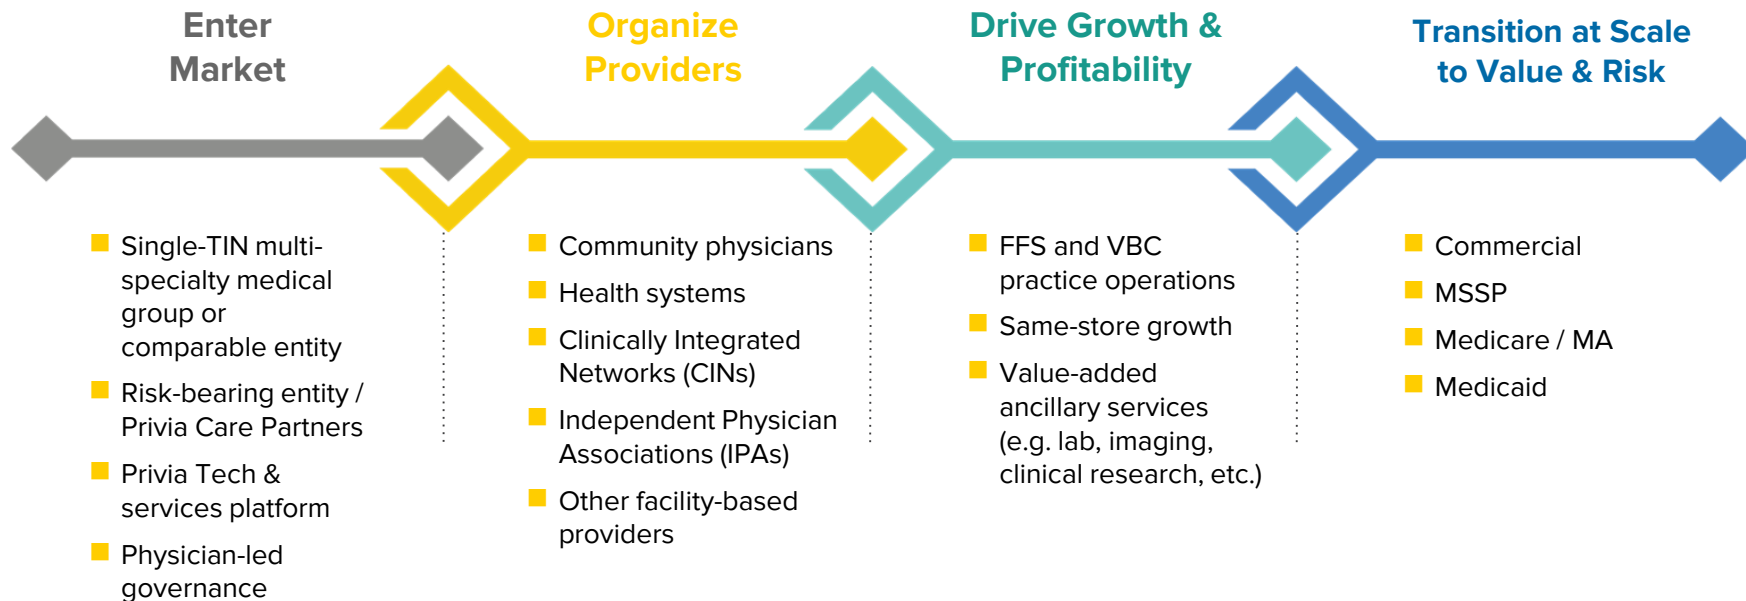 Enter
Market
Single-TIN multi-
specialty medical
group or
comparable entity
Risk-bearing entity /
Privia Care Partners
Privia Tech &
services platform
Physician-led
governance
Organize
Providers
Community physicians
Health systems
Clinically Integrated
Networks (CINs)
Independent Physician
Associations (IPAs)
Other facility-based
providers
Drive Growth &
Profitability
FFS and VBC
practice operations
Same-store growth
Value-added
ancillary services
(e.g. lab, imaging,
clinical research, etc.)
Transition at Scale
to Value & Risk
Commercial
MSSP
Medicare / MA
Medicaid